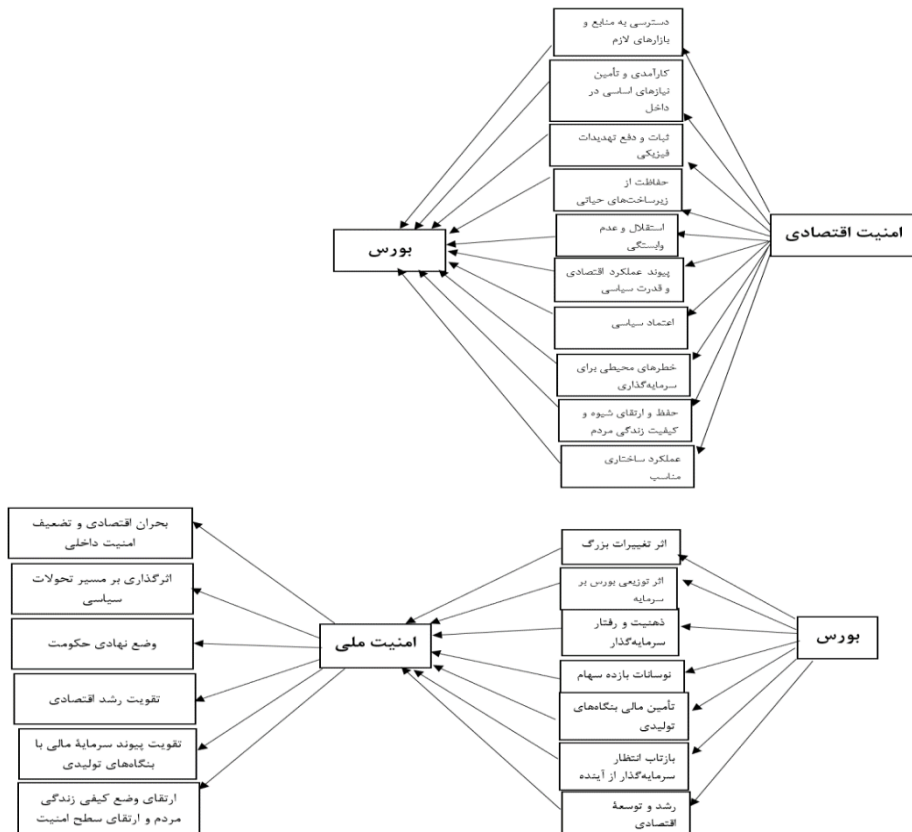 دسترسی به منابع و
بازارهای لازم
کارآمدی و تأمین
نیازهای اساسی در
داخل
ثبات و دفع تهدیدات
فیزیکی
حفاظت از
زیرساخت‌های حیاتی
امنیت اقتصادی
استقلال و عدم
وابستگی
بورس
پیوند عملکرد اقتصادی
و قدرت سیاسی
اعتماد سیاسی
خطرهای محیطی برای
سرمایه‌گذاری
حفظ و ارتقای شیوه و
کیفیت زندگی مردم
عملکرد ساختاری
مناسب
بورس
اثر تغییرات بزرگ
اثر توزیعی بورس بر
سرمایه
ذهنیت و رفتار
سرمایه‌گذار
نوسانات بازده سهام
تأمین مالی بنگاه‌های
تولیدی
بازتاب انتظار
سرمایه‌گذار از آینده
رشد و توسعهٔ
اقتصادی
امنیت ملی
بحران اقتصادی و تضعیف
امنیت داخلی
اثرگذاری بر مسیر تحولات
سیاسی
وضع نهادی حکومت
تقویت رشد اقتصادی
تقویت پیوند سرمایهٔ مالی با
بنگاه‌های تولیدی
ارتقای وضع کیفی زندگی
مردم و ارتقای سطح امنیت